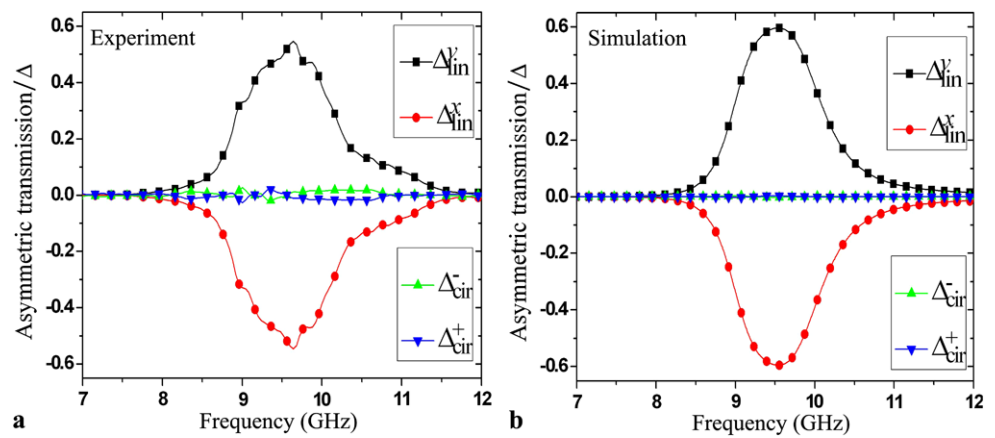 Experiment
Δ^y_lin
Δ^x_lin
Δ^-_cir
Δ^+_cir
0.6
0.4
0.2
0.0
-0.2
-0.4
-0.6
Asymmetric transmission/Δ
7 8 9 10 11 12
Frequency (GHz)
a
Simulation
Δ^y_lin
Δ^x_lin
Δ^-_cir
Δ^+_cir
0.6
0.4
0.2
0.0
-0.2
-0.4
-0.6
Asymmetric transmission/Δ
7 8 9 10 11 12
Frequency (GHz)
b